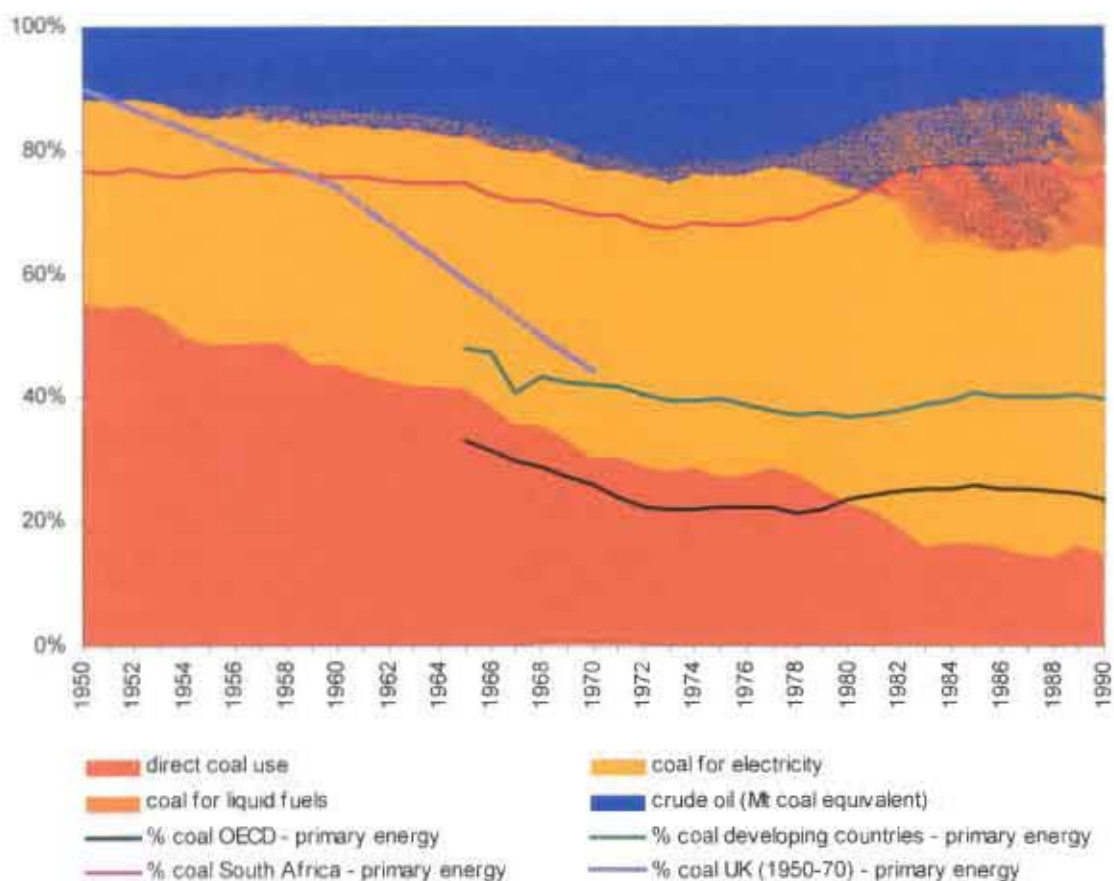 100%
80%
60%
40%
20%
0%
1950 1952 1954 1956 1958 1960 1962 1964 1966 1968 1970 1972 1974 1976 1978 1980 1982 1984 1986 1988 1990
direct coal use
coal for electricity
coal for liquid fuels
crude oil (Mt coal equivalent)
% coal OECD - primary energy
% coal developing countries - primary energy
% coal South Africa - primary energy
% coal UK (1950-70) - primary energy